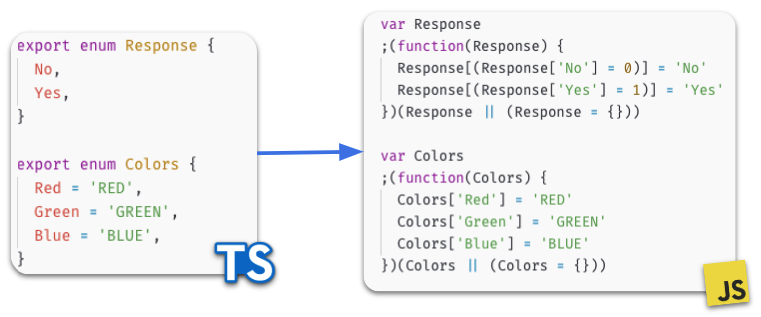 export enum Response {
  No,
  Yes,
}
export enum Colors {
  Red = 'RED',
  Green = 'GREEN',
  Blue = 'BLUE',
}
TS
var Response
;(function(Response) {
  Response[(Response['No'] = 0)] = 'No'
  Response[(Response['Yes'] = 1)] = 'Yes'
})(Response || (Response = {}))
var Colors
;(function(Colors) {
  Colors['Red'] = 'RED'
  Colors['Green'] = 'GREEN'
  Colors['Blue'] = 'BLUE'
})(Colors || (Colors = {}))
JS